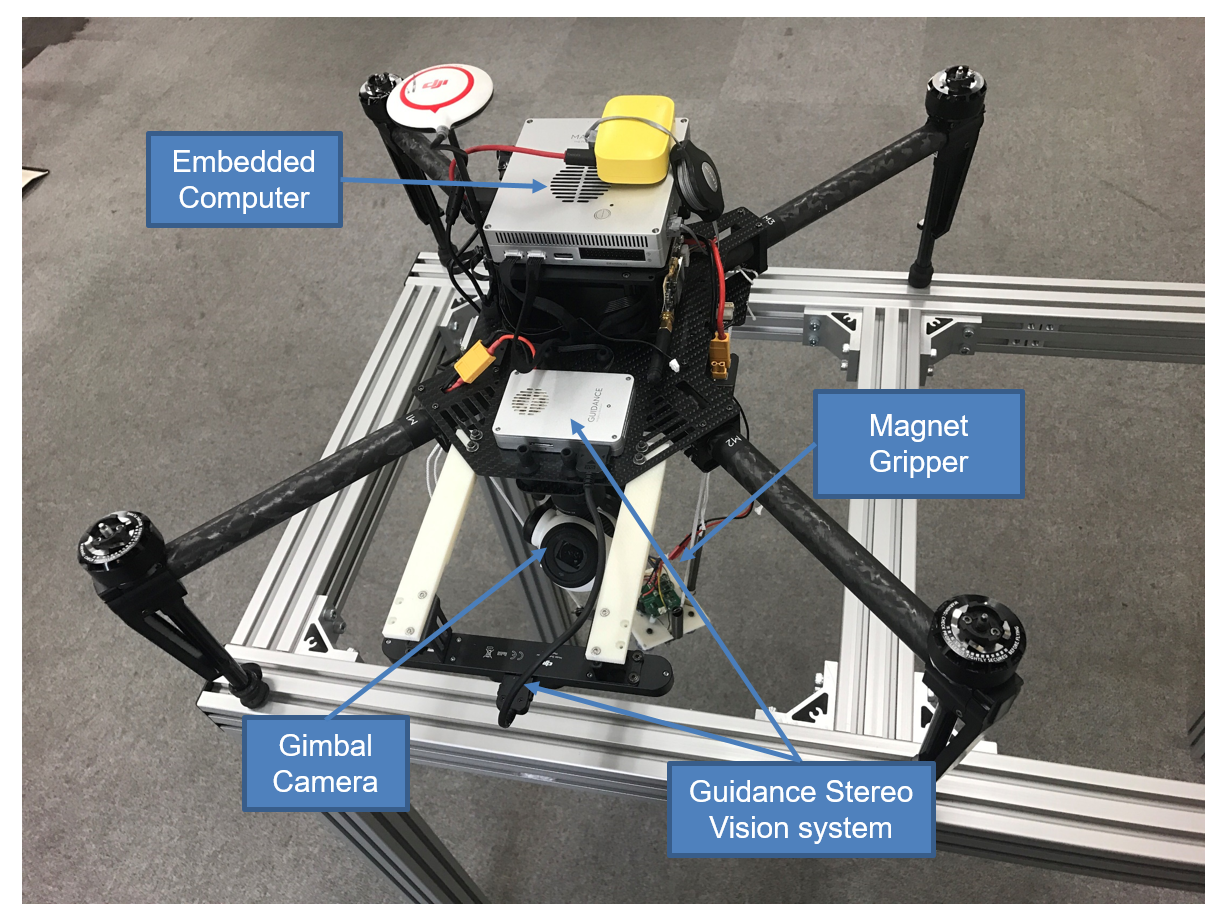 Embedded
Computer
M3
GUIDANCE
M1
M2
Magnet
Gripper
Gimbal
Camera
Guidance Stereo
Vision system